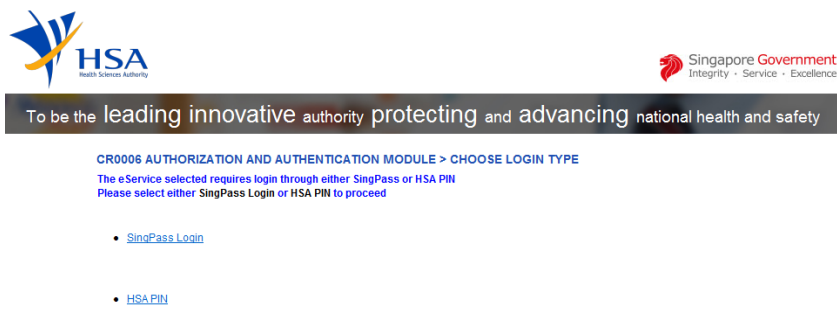 HSA
Health Sciences Authority
Singapore Government
Integrity · Service · Excellence
To be the leading innovative authority protecting and advancing national health and safety
CR0006 AUTHORIZATION AND AUTHENTICATION MODULE > CHOOSE LOGIN TYPE
The eService selected requires login through either SingPass or HSA PIN
Please select either SingPass Login or HSA PIN to proceed
• SingPass Login
• HSA PIN